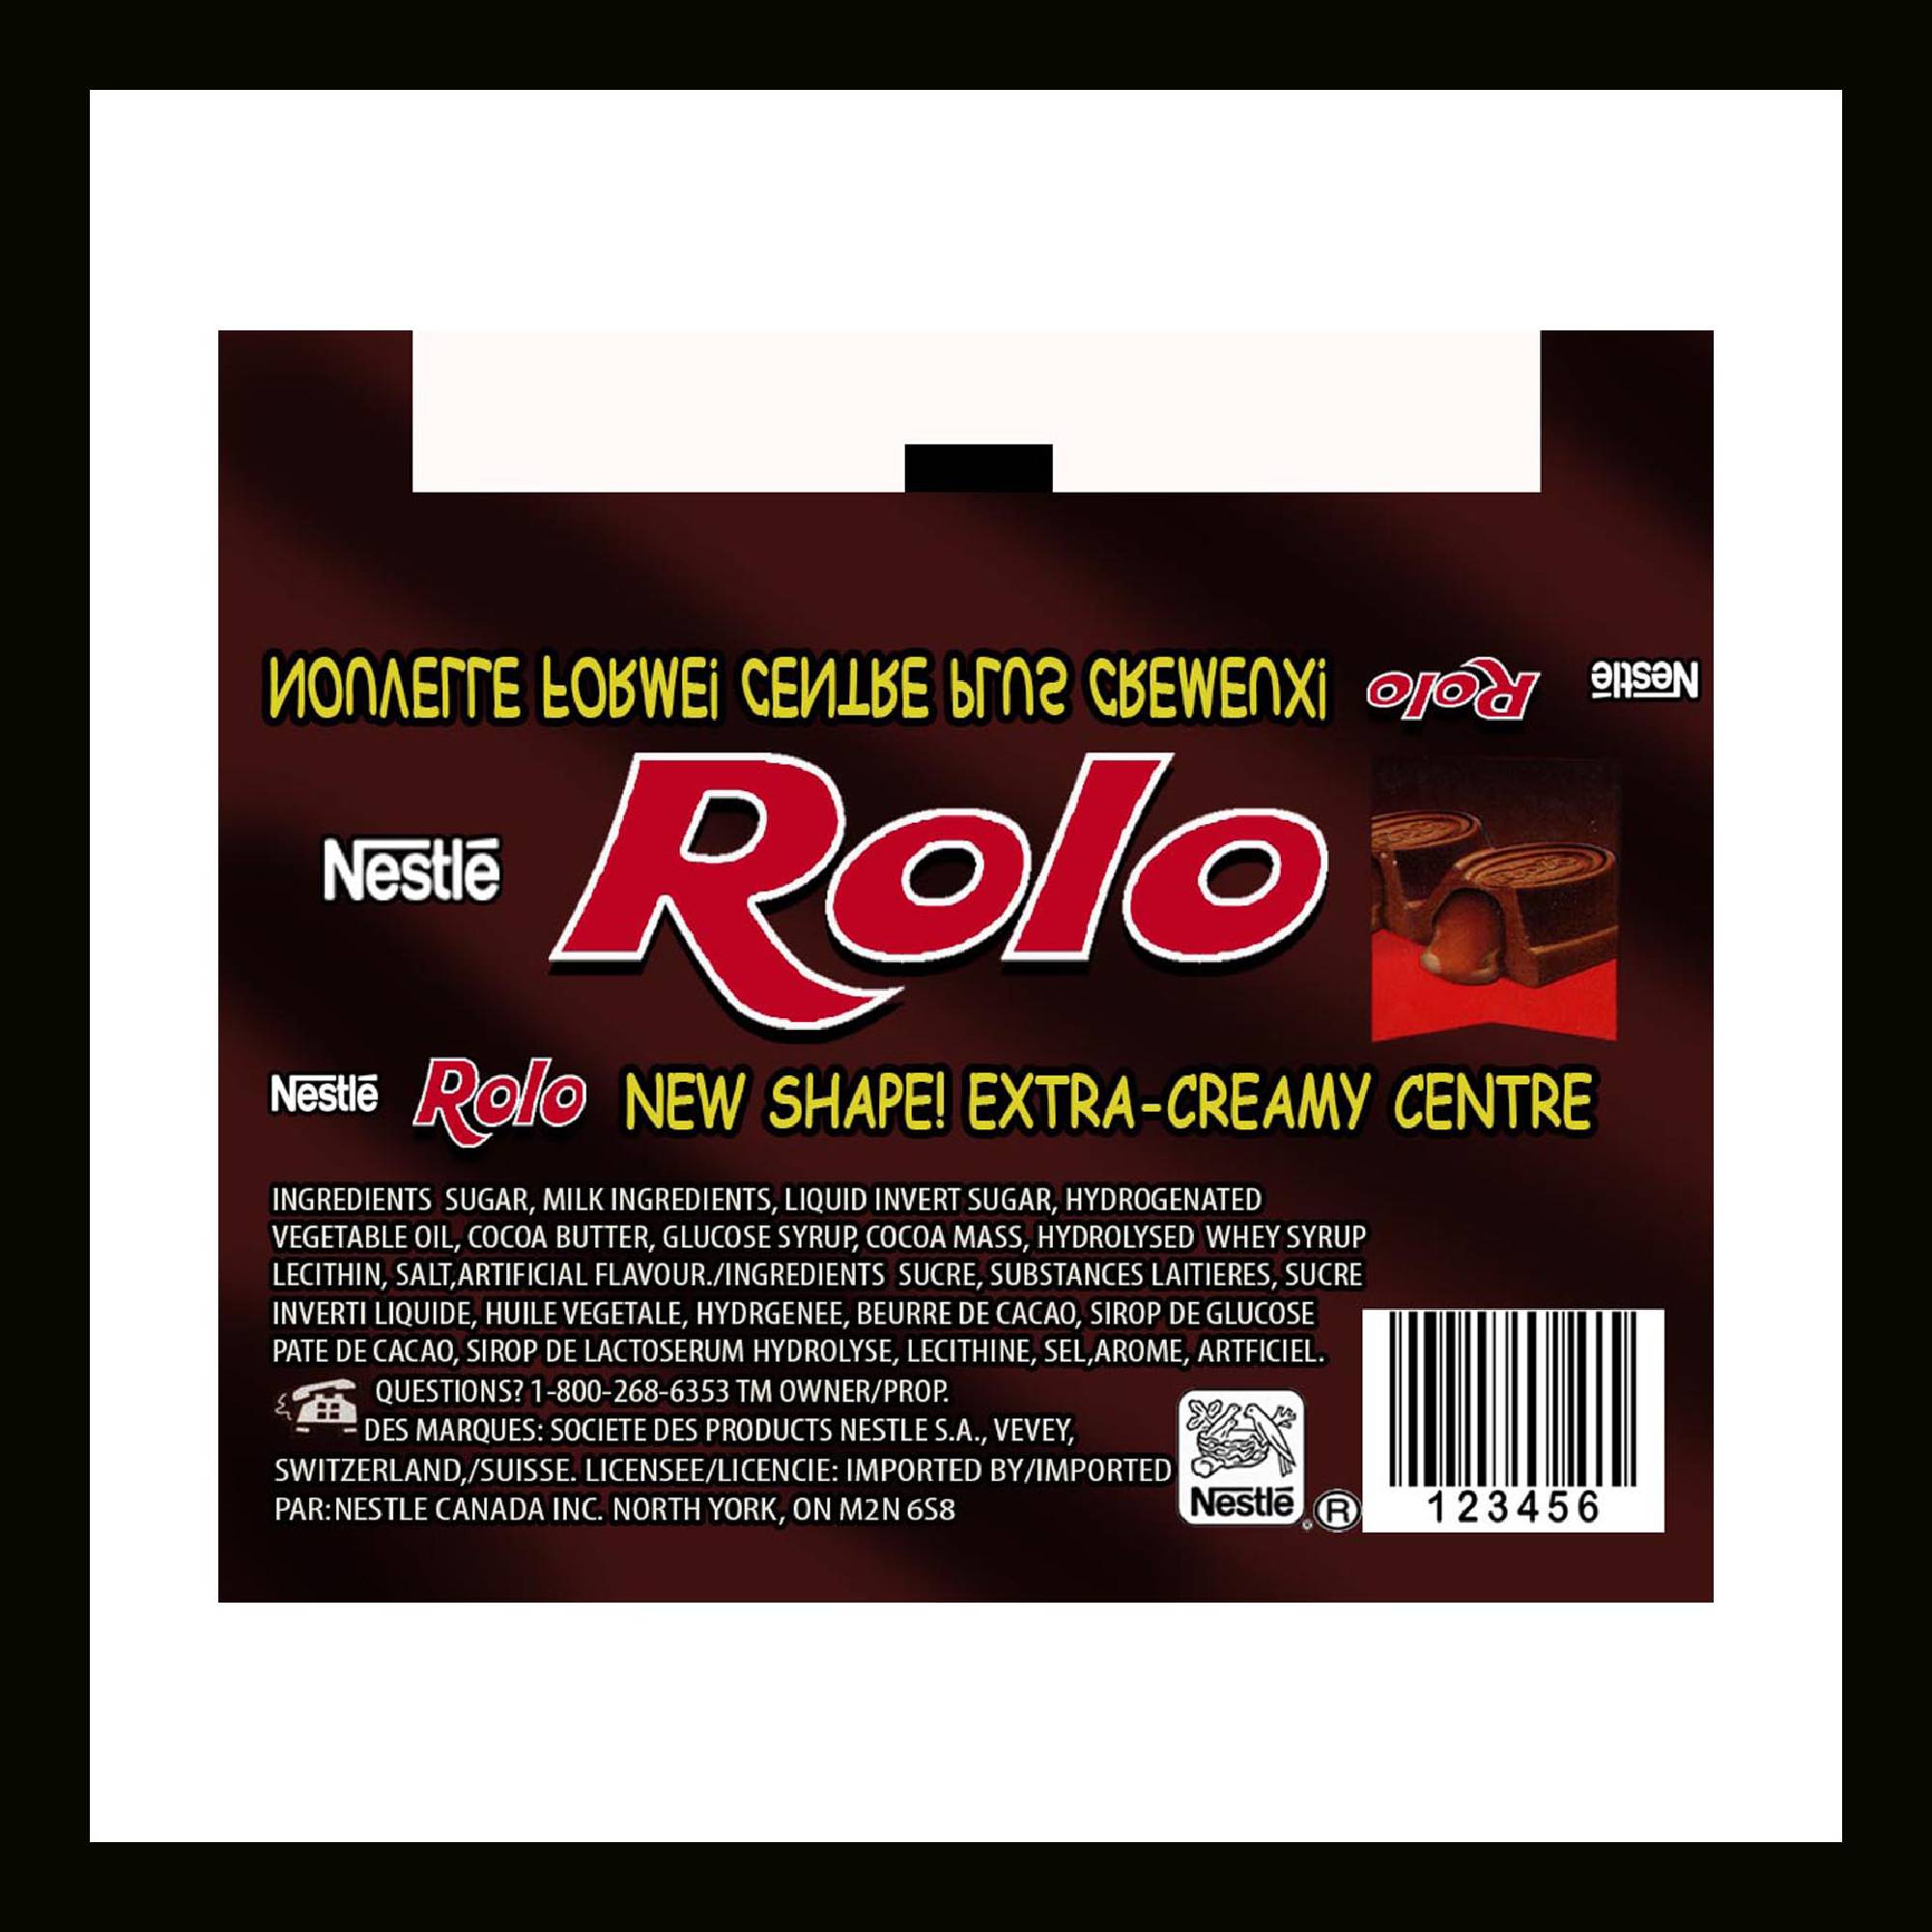 NOUVELLE FORME! CENTRE PLUS CREMEUX! Rolo Nestlé
Nestlé Rolo
Nestlé Rolo NEW SHAPE! EXTRA-CREAMY CENTRE
INGREDIENTS SUGAR, MILK INGREDIENTS, LIQUID INVERT SUGAR, HYDROGENATED
VEGETABLE OIL, COCOA BUTTER, GLUCOSE SYRUP, COCOA MASS, HYDROLYSED WHEY SYRUP
LECITHIN, SALT,ARTIFICIAL FLAVOUR./INGREDIENTS SUCRE, SUBSTANCES LAITIERES, SUCRE
INVERTI LIQUIDE, HUILE VEGETALE, HYDRGENEE, BEURRE DE CACAO, SIROP DE GLUCOSE
PATE DE CACAO, SIROP DE LACTOSERUM HYDROLYSE, LECITHINE, SEL,AROME, ARTFICIEL.
QUESTIONS? 1-800-268-6353 TM OWNER/PROP.
DES MARQUES: SOCIETE DES PRODUCTS NESTLE S.A., VEVEY,
SWITZERLAND,/SUISSE. LICENSEE/LICENCIE: IMPORTED BY/IMPORTED
PAR: NESTLE CANADA INC. NORTH YORK, ON M2N 6S8
Nestlé ®
123456